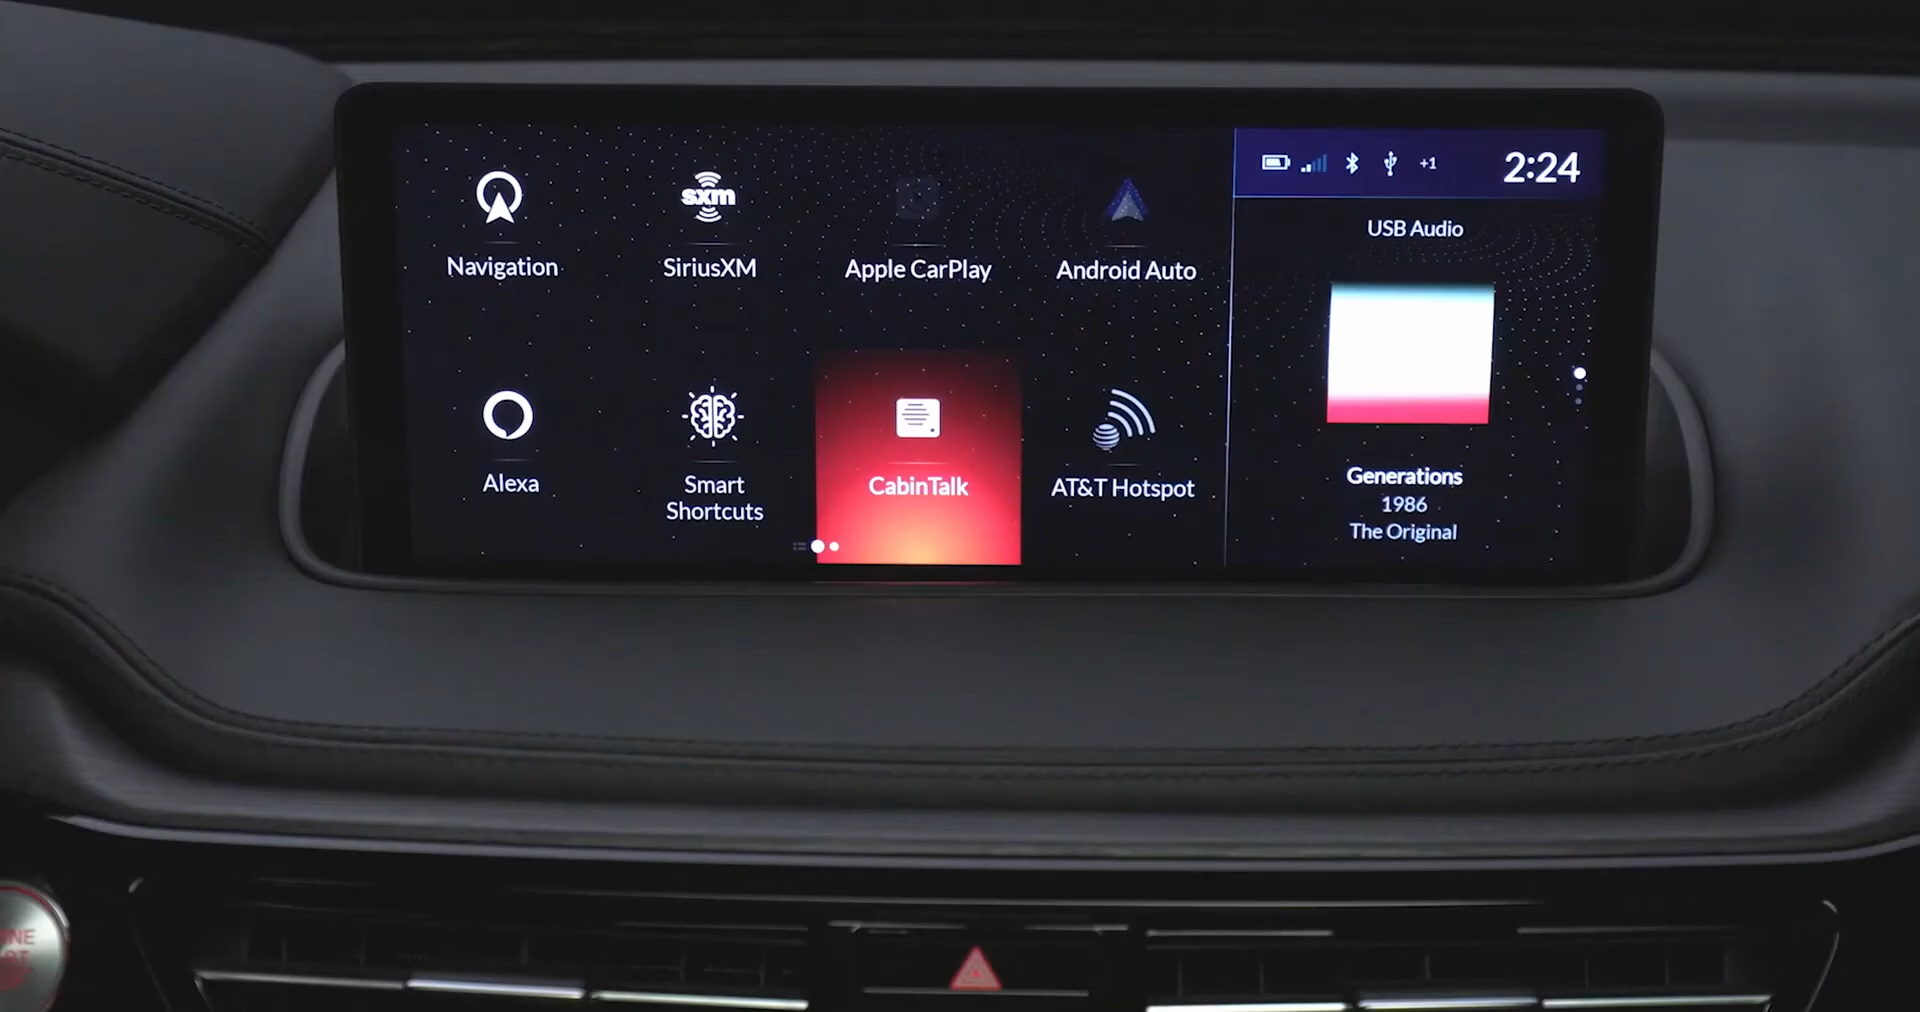 +1
2:24
sxm
Navigation
SiriusXM
Apple CarPlay
Android Auto
Alexa
Smart
Shortcuts
CabinTalk
AT&T Hotspot
USB Audio
Generations
1986
The Original